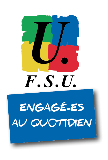 U.
F.S.U.
ENGAGÉ.ES
AU QUOTIDIEN